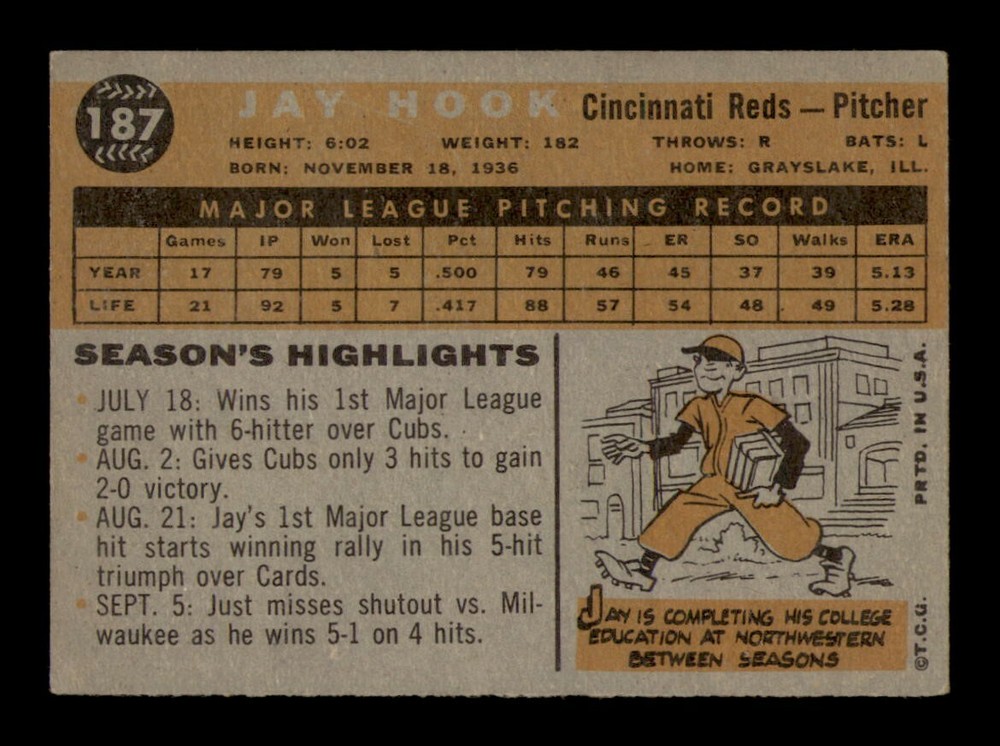 187
JAY HOOK Cincinnati Reds — Pitcher
HEIGHT: 6:02 WEIGHT: 182 THROWS: R BATS: L
BORN: NOVEMBER 18, 1936 HOME: GRAYSLAKE, ILL.
MAJOR LEAGUE PITCHING RECORD
Games IP Won Lost Pct Hits Runs ER SO Walks ERA
YEAR 17 79 5 5 .500 79 46 45 37 39 5.13
LIFE 21 92 5 7 .417 88 57 54 48 49 5.28
SEASON'S HIGHLIGHTS
• JULY 18: Wins his 1st Major League
game with 6-hitter over Cubs.
• AUG. 2: Gives Cubs only 3 hits to gain
2-0 victory.
• AUG. 21: Jay's 1st Major League base
hit starts winning rally in his 5-hit
triumph over Cards.
• SEPT. 5: Just misses shutout vs. Mil-
waukee as he wins 5-1 on 4 hits.
JAY IS COMPLETING HIS COLLEGE
EDUCATION AT NORTHWESTERN
BETWEEN SEASONS
©T.C.G. PRTD. IN U.S.A.